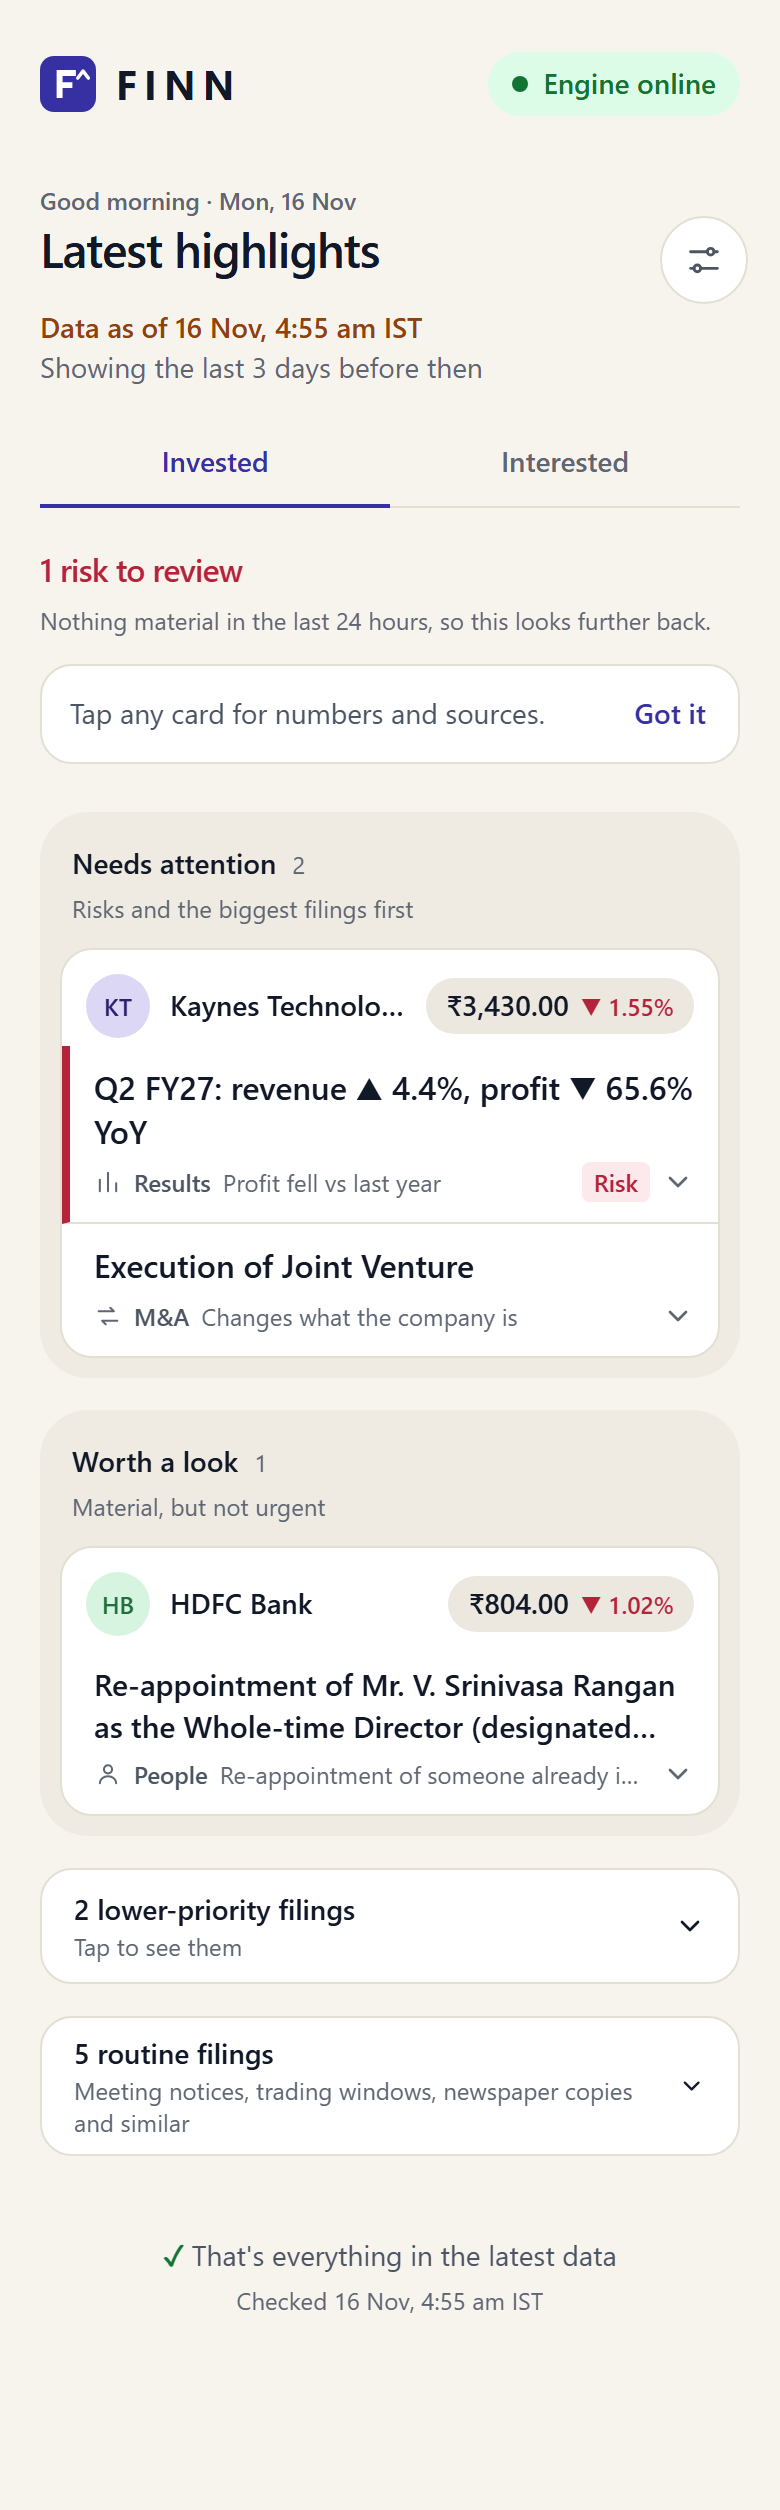 F^ FINN
Engine online
Good morning · Mon, 16 Nov
Latest highlights
Data as of 16 Nov, 4:55 am IST
Showing the last 3 days before then
Invested
Interested
1 risk to review
Nothing material in the last 24 hours, so this looks further back.
Tap any card for numbers and sources.
Got it
Needs attention 2
Risks and the biggest filings first
KT Kaynes Technolo... ₹3,430.00 ▼ 1.55%
Q2 FY27: revenue ▲ 4.4%, profit ▼ 65.6%
YoY
Results Profit fell vs last year Risk
Execution of Joint Venture
M&A Changes what the company is
Worth a look 1
Material, but not urgent
HB HDFC Bank ₹804.00 ▼ 1.02%
Re-appointment of Mr. V. Srinivasa Rangan
as the Whole-time Director (designated...
People Re-appointment of someone already i...
2 lower-priority filings
Tap to see them
5 routine filings
Meeting notices, trading windows, newspaper copies
and similar
✓ That's everything in the latest data
Checked 16 Nov, 4:55 am IST